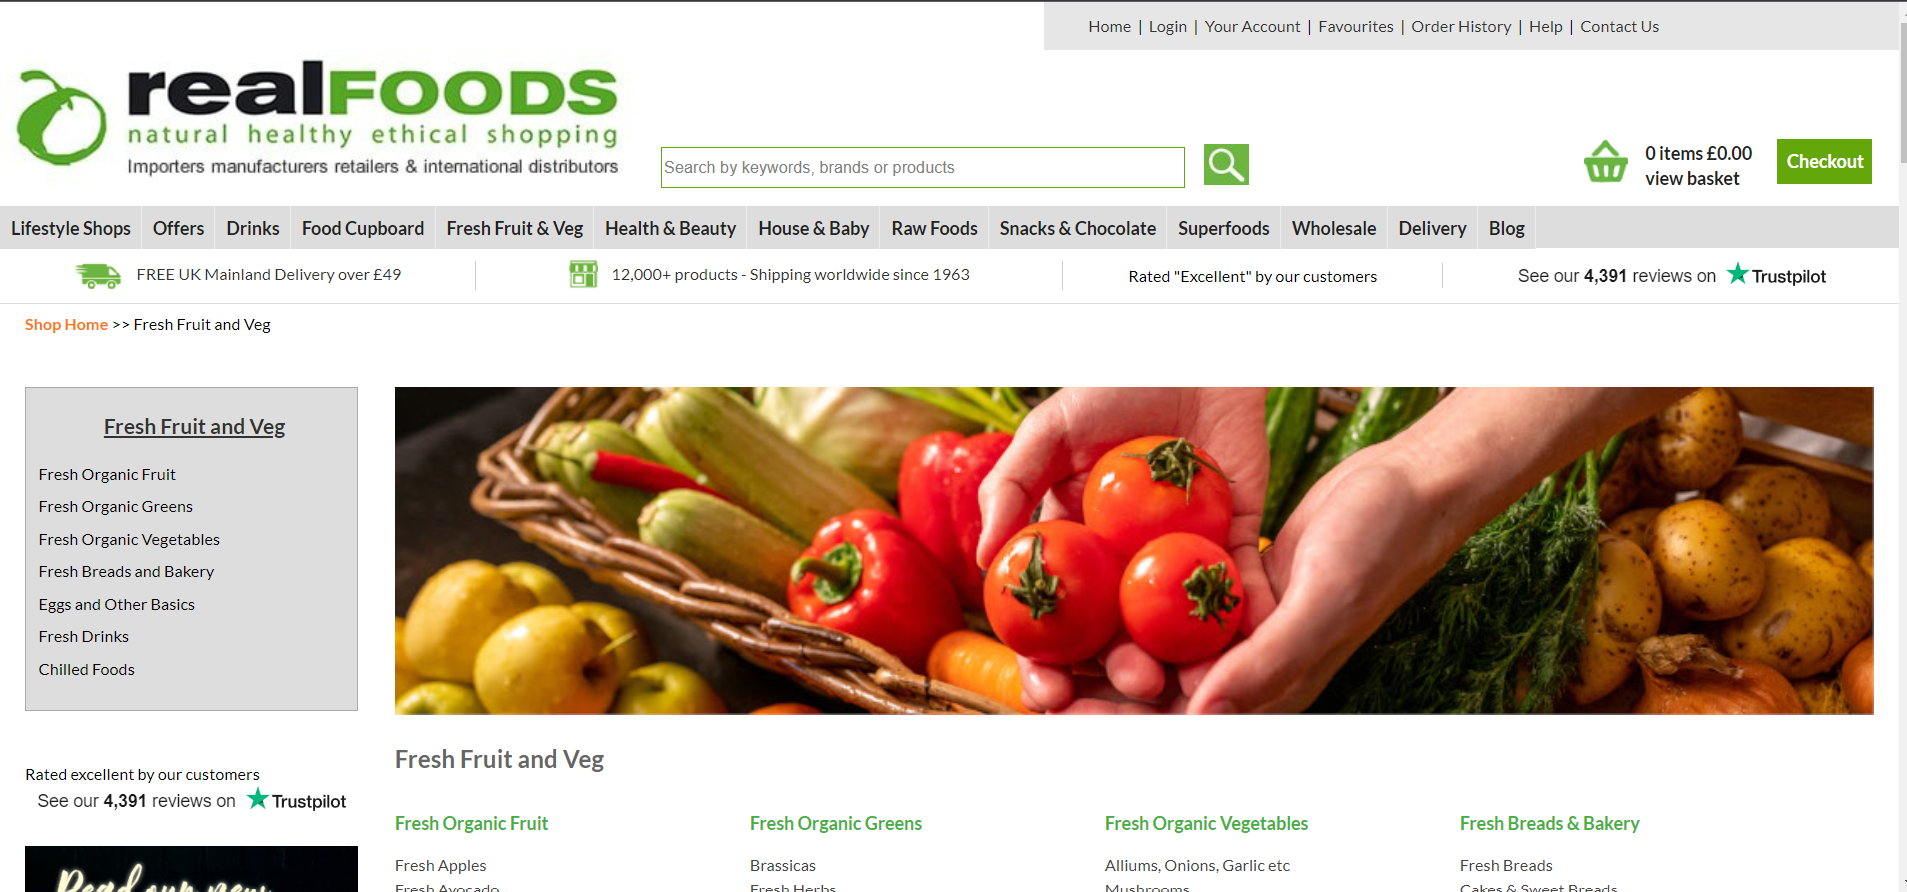 Home | Login | Your Account | Favourites | Order History | Help | Contact Us
realFOODS
natural healthy ethical shopping
Importers manufacturers retailers & international distributors
Search by keywords, brands or products
0 items £0.00
view basket
Checkout
Lifestyle Shops Offers Drinks Food Cupboard Fresh Fruit & Veg Health & Beauty House & Baby Raw Foods Snacks & Chocolate Superfoods Wholesale Delivery Blog
FREE UK Mainland Delivery over £49
12,000+ products - Shipping worldwide since 1963
Rated "Excellent" by our customers
See our 4,391 reviews on Trustpilot
Shop Home >> Fresh Fruit and Veg
Fresh Fruit and Veg
Fresh Organic Fruit
Fresh Organic Greens
Fresh Organic Vegetables
Fresh Breads and Bakery
Eggs and Other Basics
Fresh Drinks
Chilled Foods
Rated excellent by our customers
See our 4,391 reviews on Trustpilot
Read our new
Fresh Fruit and Veg
Fresh Organic Fruit
Fresh Apples
Fresh Avocado
Fresh Organic Greens
Brassicas
Fresh Herbs
Fresh Organic Vegetables
Alliums, Onions, Garlic etc
Mushrooms
Fresh Breads & Bakery
Fresh Breads
Cakes & Sweet Breads